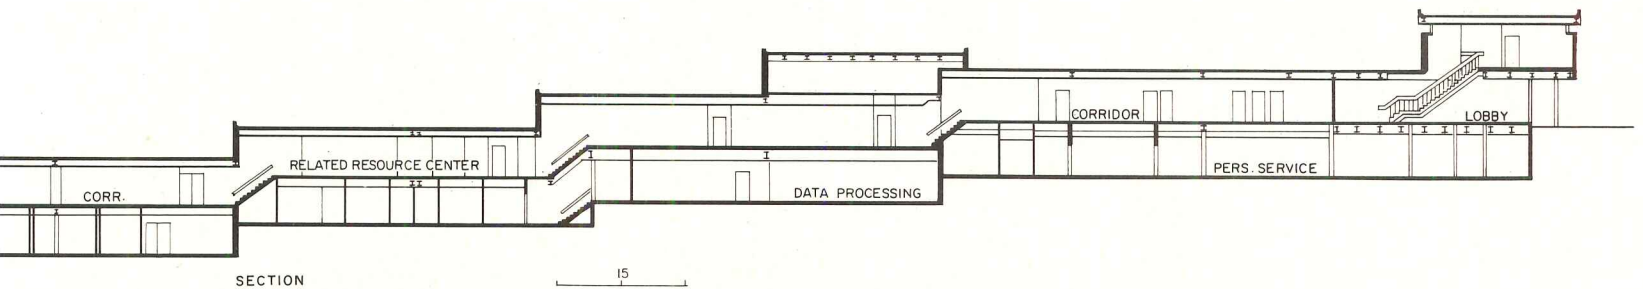 CORRIDOR
LOBBY
RELATED RESOURCE CENTER
PERS. SERVICE
CORR.
DATA PROCESSING
SECTION
15